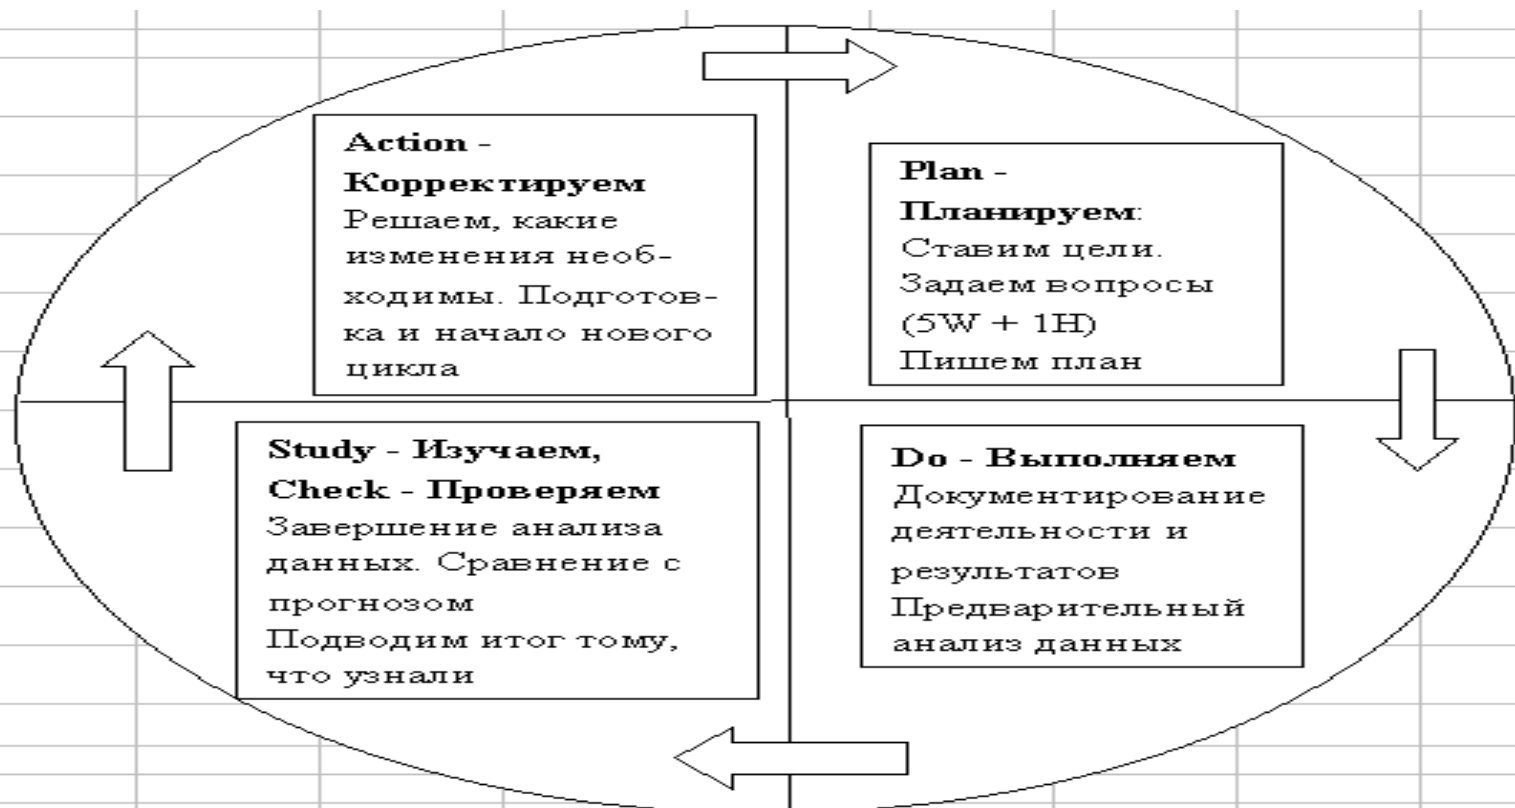 Action -
Корректируем
Решаем, какие
изменения необ-
ходимы. Подготов-
ка и начало нового
цикла
Plan -
Планируем:
Ставим цели.
Задаем вопросы
(5W + 1H)
Пишем план
Study - Изучаем,
Check - Проверяем
Завершение анализа
данных. Сравнение с
прогнозом
Подводим итог тому,
что узнали
Do - Выполняем
Документирование
деятельности и
результатов
Предварительный
анализ данных